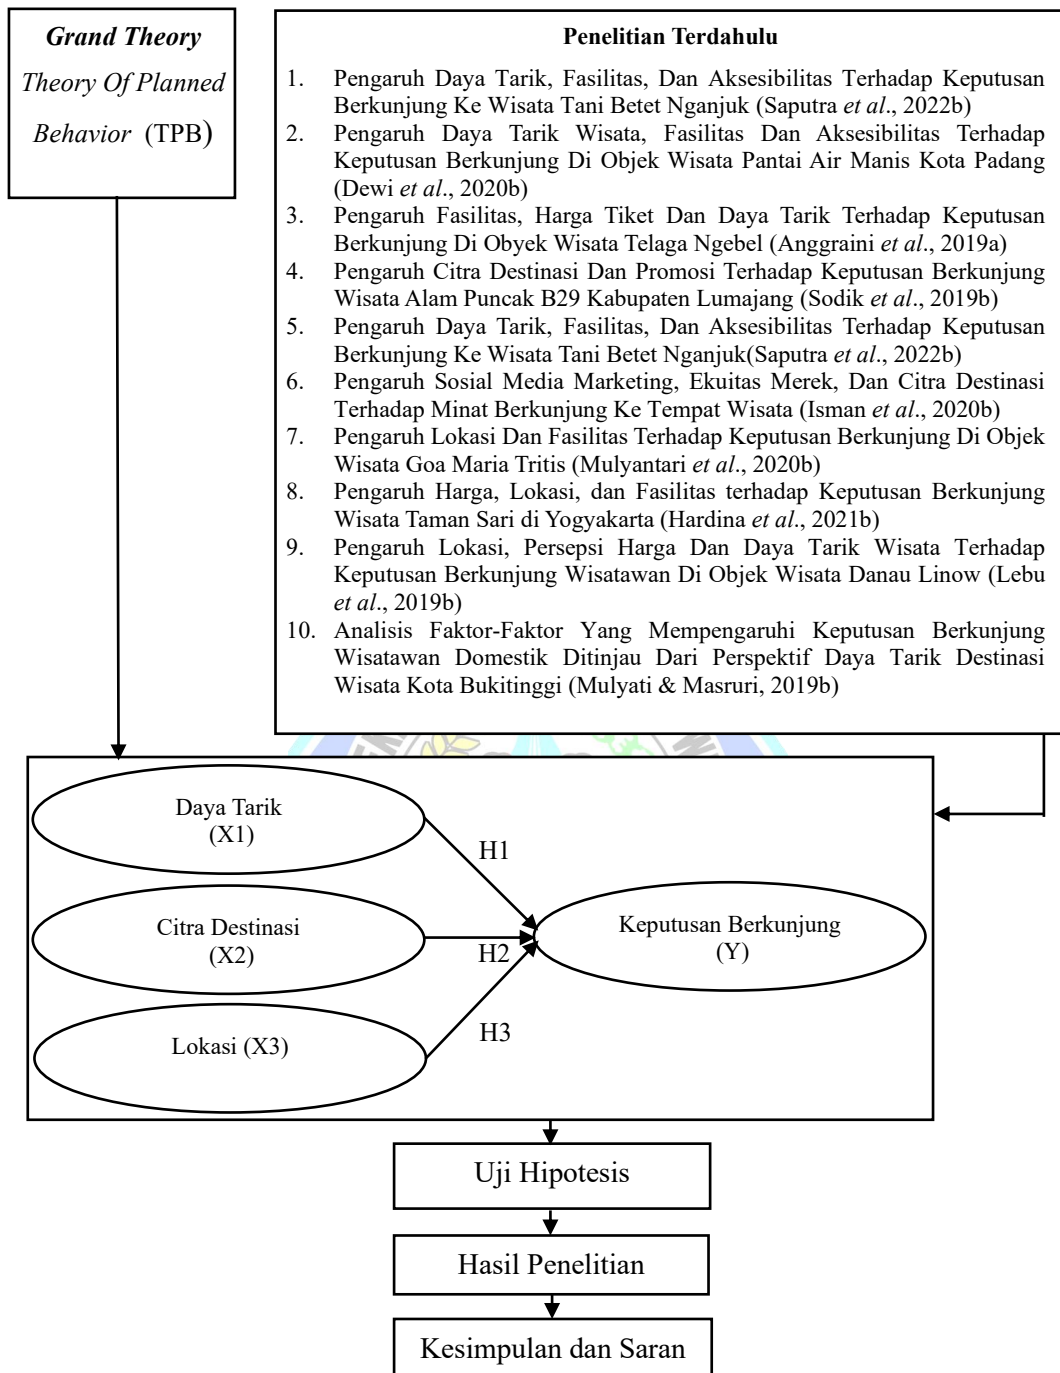 Grand Theory
Theory Of Planned
Behavior (TPB)
Penelitian Terdahulu
1. Pengaruh Daya Tarik, Fasilitas, Dan Aksesibilitas Terhadap Keputusan
Berkunjung Ke Wisata Tani Betet Nganjuk (Saputra et al., 2022b)
2. Pengaruh Daya Tarik Wisata, Fasilitas Dan Aksesibilitas Terhadap
Keputusan Berkunjung Di Objek Wisata Pantai Air Manis Kota Padang
(Dewi et al., 2020b)
3. Pengaruh Fasilitas, Harga Tiket Dan Daya Tarik Terhadap Keputusan
Berkunjung Di Obyek Wisata Telaga Ngebel (Anggraini et al., 2019a)
4. Pengaruh Citra Destinasi Dan Promosi Terhadap Keputusan Berkunjung
Wisata Alam Puncak B29 Kabupaten Lumajang (Sodik et al., 2019b)
5. Pengaruh Daya Tarik, Fasilitas, Dan Aksesibilitas Terhadap Keputusan
Berkunjung Ke Wisata Tani Betet Nganjuk(Saputra et al., 2022b)
6. Pengaruh Sosial Media Marketing, Ekuitas Merek, Dan Citra Destinasi
Terhadap Minat Berkunjung Ke Tempat Wisata (Isman et al., 2020b)
7. Pengaruh Lokasi Dan Fasilitas Terhadap Keputusan Berkunjung Di Objek
Wisata Goa Maria Tritis (Mulyantari et al., 2020b)
8. Pengaruh Harga, Lokasi, dan Fasilitas terhadap Keputusan Berkunjung
Wisata Taman Sari di Yogyakarta (Hardina et al., 2021b)
9. Pengaruh Lokasi, Persepsi Harga Dan Daya Tarik Wisata Terhadap
Keputusan Berkunjung Wisatawan Di Objek Wisata Danau Linow (Lebu
et al., 2019b)
10. Analisis Faktor-Faktor Yang Mempengaruhi Keputusan Berkunjung
Wisatawan Domestik Ditinjau Dari Perspektif Daya Tarik Destinasi
Wisata Kota Bukitinggi (Mulyati & Masruri, 2019b)
Daya Tarik
(X1)
H1
Citra Destinasi
(X2)
H2
Keputusan Berkunjung
(Y)
Lokasi (X3)
H3
Uji Hipotesis
Hasil Penelitian
Kesimpulan dan Saran